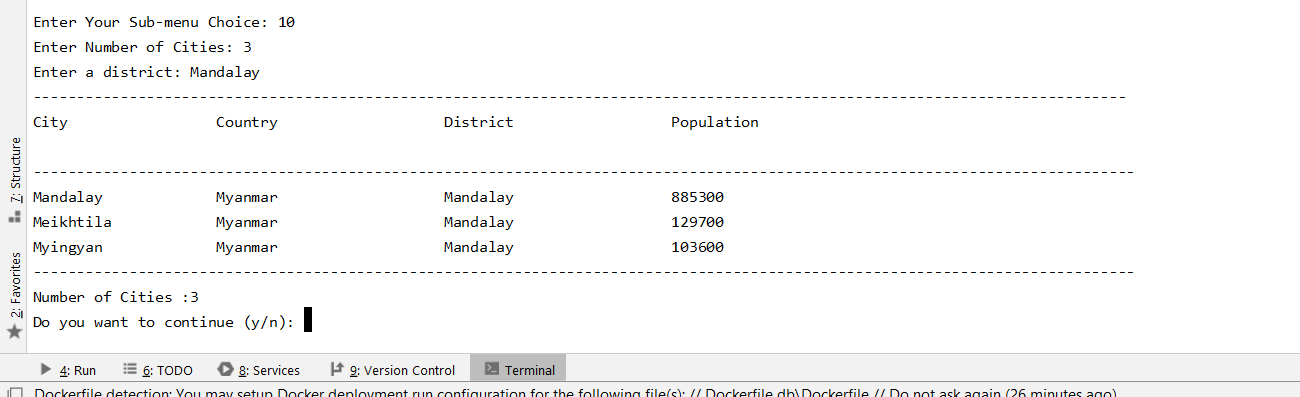 Enter Your Sub-menu Choice: 10
Enter Number of Cities: 3
Enter a district: Mandalay
-----------------------------------------------------------------------------------------------------------------------------
City Country District Population
------------------------------------------------------------------------------------------------------------------------------
Mandalay Myanmar Mandalay 885300
Meikhtila Myanmar Mandalay 129700
Myingyan Myanmar Mandalay 103600
------------------------------------------------------------------------------------------------------------------------------
Number of Cities :3
Do you want to continue (y/n):
7: Structure
2: Favorites
4: Run 6: TODO 8: Services 9: Version Control Terminal
Dockerfile detection: You may setup Docker deployment run configuration for the following file(s): // Dockerfile db\Dockerfile // Do not ask again (26 minutes ago)